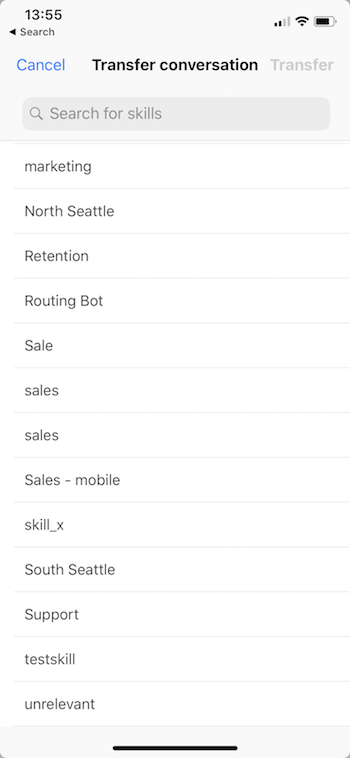 13:55
◀ Search
Cancel Transfer conversation Transfer
Search for skills
marketing
North Seattle
Retention
Routing Bot
Sale
sales
sales
Sales - mobile
skill_x
South Seattle
Support
testskill
unrelevant